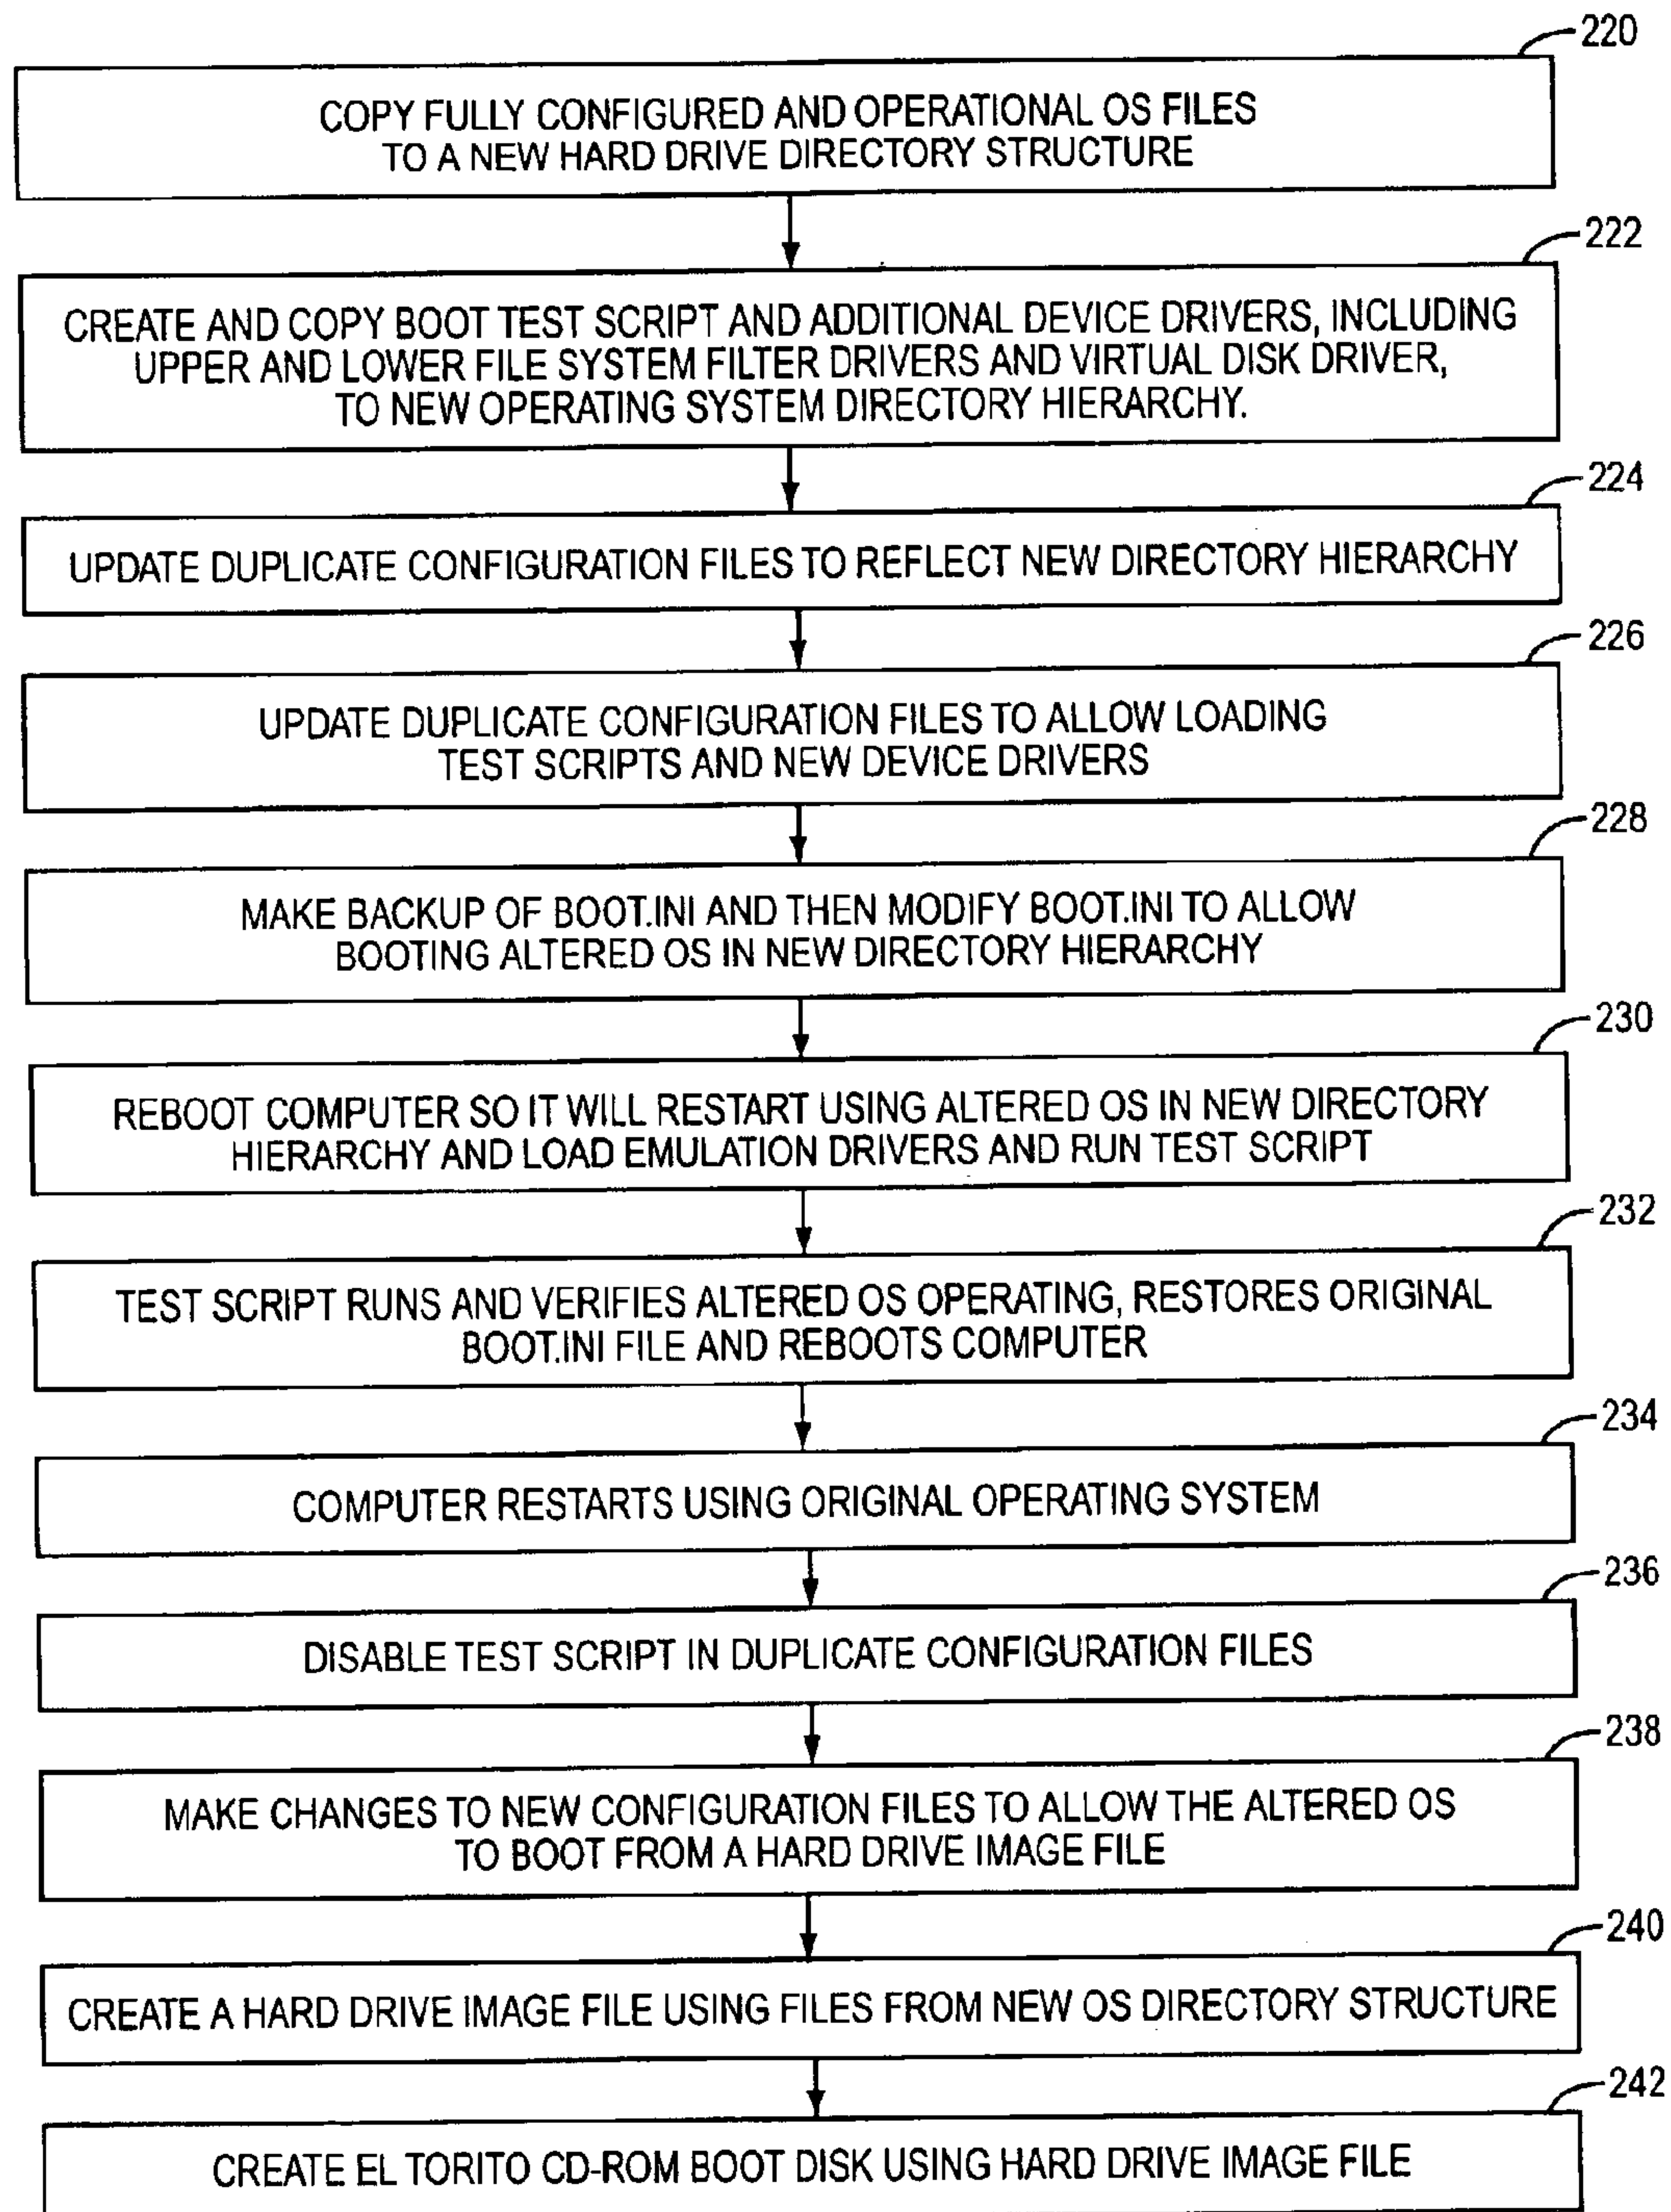 220
COPY FULLY CONFIGURED AND OPERATIONAL OS FILES
TO A NEW HARD DRIVE DIRECTORY STRUCTURE
222
CREATE AND COPY BOOT TEST SCRIPT AND ADDITIONAL DEVICE DRIVERS, INCLUDING
UPPER AND LOWER FILE SYSTEM FILTER DRIVERS AND VIRTUAL DISK DRIVER,
TO NEW OPERATING SYSTEM DIRECTORY HIERARCHY.
224
UPDATE DUPLICATE CONFIGURATION FILES TO REFLECT NEW DIRECTORY HIERARCHY
226
UPDATE DUPLICATE CONFIGURATION FILES TO ALLOW LOADING
TEST SCRIPTS AND NEW DEVICE DRIVERS
228
MAKE BACKUP OF BOOT.INI AND THEN MODIFY BOOT.INI TO ALLOW
BOOTING ALTERED OS IN NEW DIRECTORY HIERARCHY
230
REBOOT COMPUTER SO IT WILL RESTART USING ALTERED OS IN NEW DIRECTORY
HIERARCHY AND LOAD EMULATION DRIVERS AND RUN TEST SCRIPT
232
TEST SCRIPT RUNS AND VERIFIES ALTERED OS OPERATING, RESTORES ORIGINAL
BOOT.INI FILE AND REBOOTS COMPUTER
234
COMPUTER RESTARTS USING ORIGINAL OPERATING SYSTEM
236
DISABLE TEST SCRIPT IN DUPLICATE CONFIGURATION FILES
238
MAKE CHANGES TO NEW CONFIGURATION FILES TO ALLOW THE ALTERED OS
TO BOOT FROM A HARD DRIVE IMAGE FILE
240
CREATE A HARD DRIVE IMAGE FILE USING FILES FROM NEW OS DIRECTORY STRUCTURE
242
CREATE EL TORITO CD-ROM BOOT DISK USING HARD DRIVE IMAGE FILE